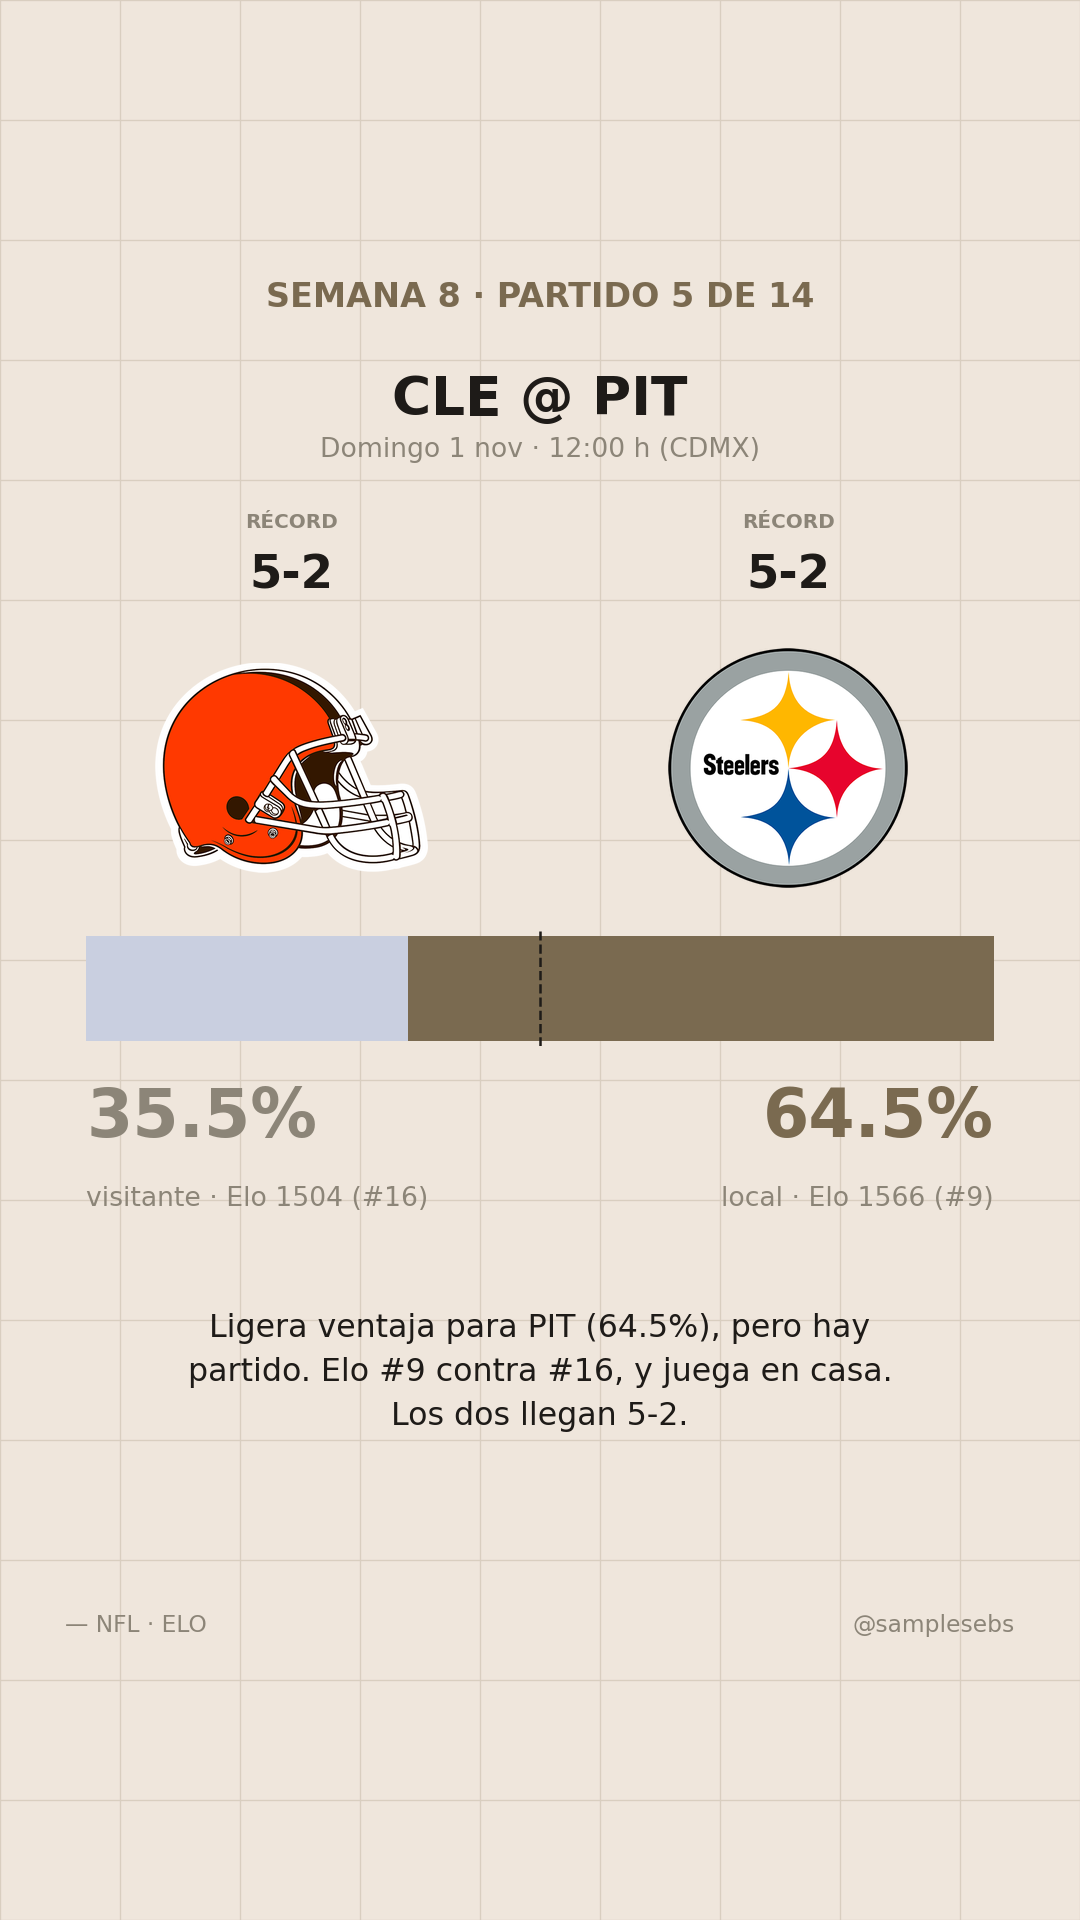 SEMANA 8 · PARTIDO 5 DE 14
CLE @ PIT
Domingo 1 nov · 12:00 h (CDMX)
RÉCORD
5-2
RÉCORD
5-2
Steelers
35.5%
64.5%
visitante · Elo 1504 (#16)
local · Elo 1566 (#9)
Ligera ventaja para PIT (64.5%), pero hay
partido. Elo #9 contra #16, y juega en casa.
Los dos llegan 5-2.
— NFL · ELO
@samplesebs